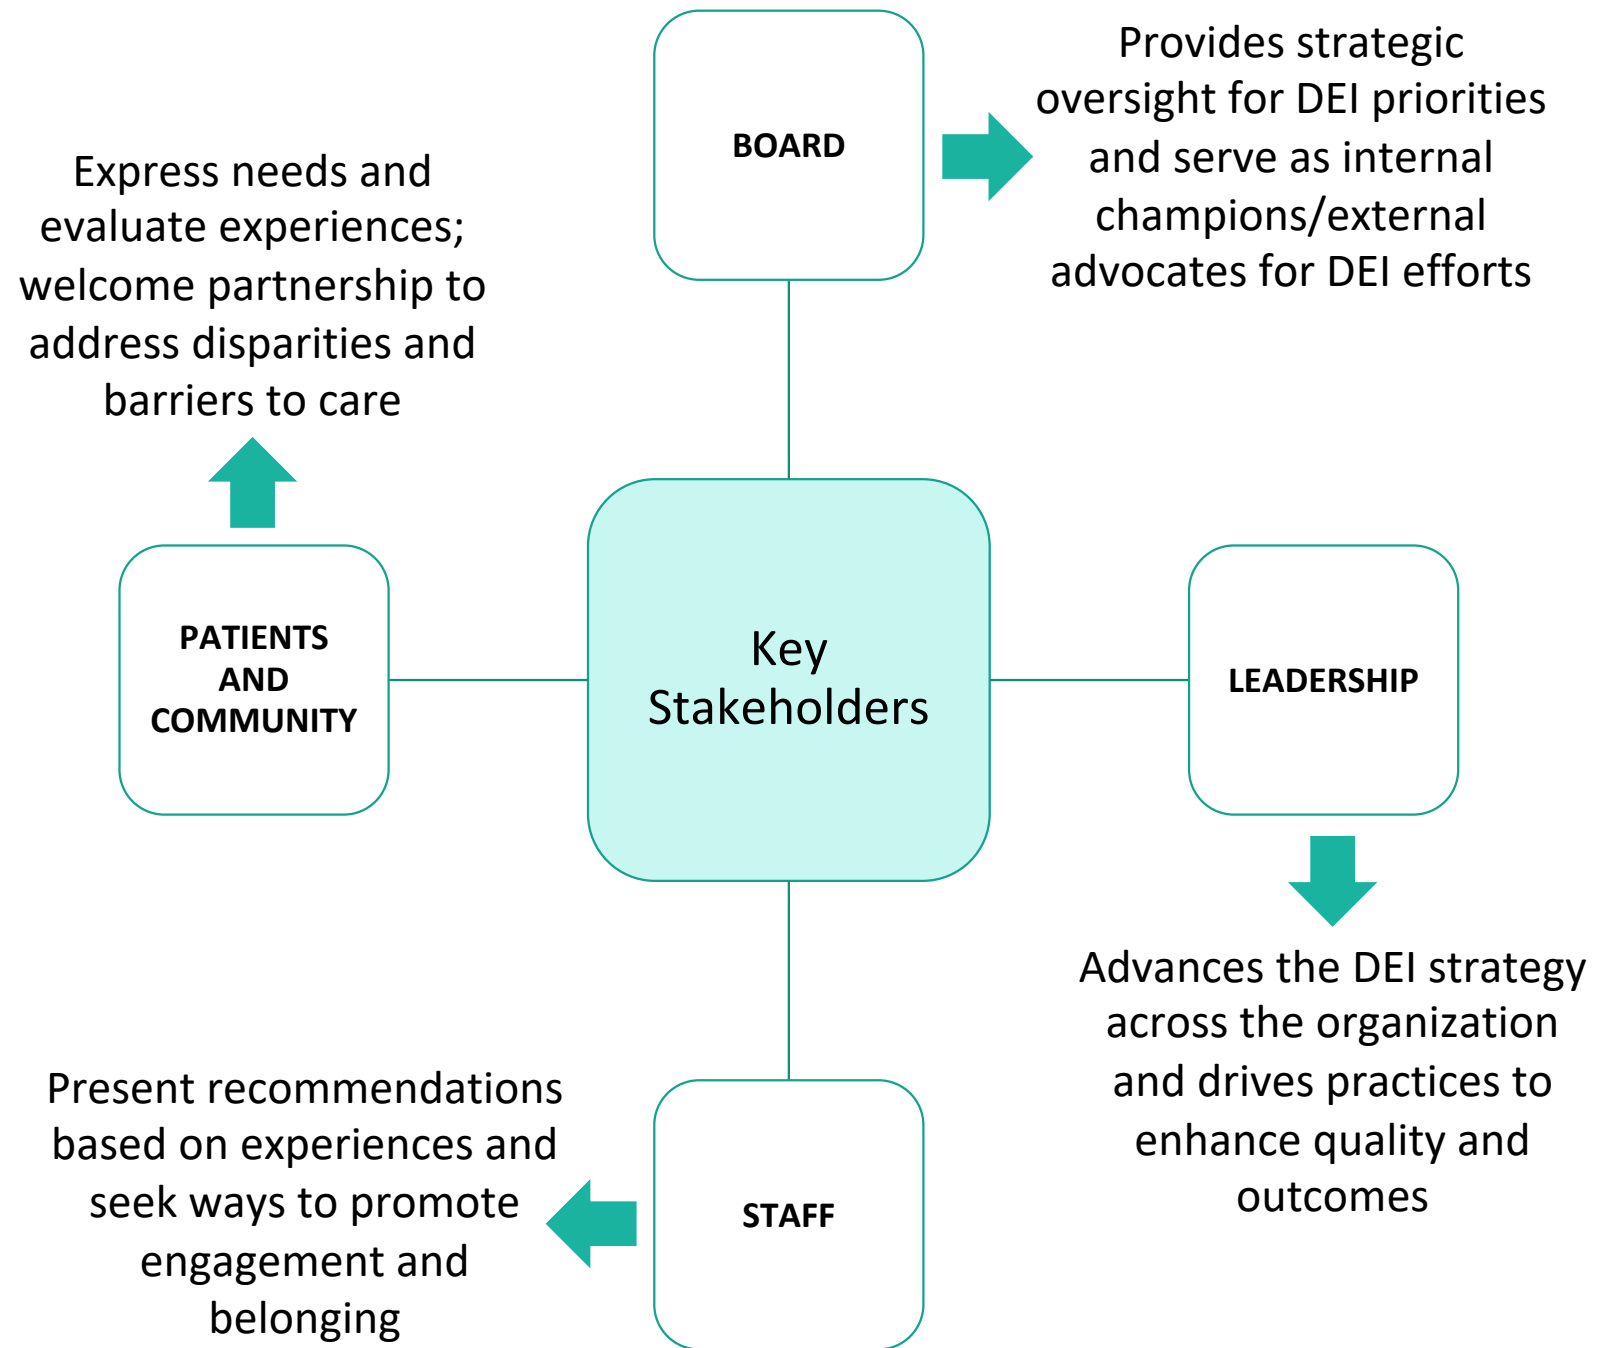 BOARD
Provides strategic
oversight for DEI priorities
and serve as internal
champions/external
advocates for DEI efforts
Express needs and
evaluate experiences;
welcome partnership to
address disparities and
barriers to care
PATIENTS
AND
COMMUNITY
Key
Stakeholders
LEADERSHIP
Advances the DEI strategy
across the organization
and drives practices to
enhance quality and
outcomes
Present recommendations
based on experiences and
seek ways to promote
engagement and
belonging
STAFF